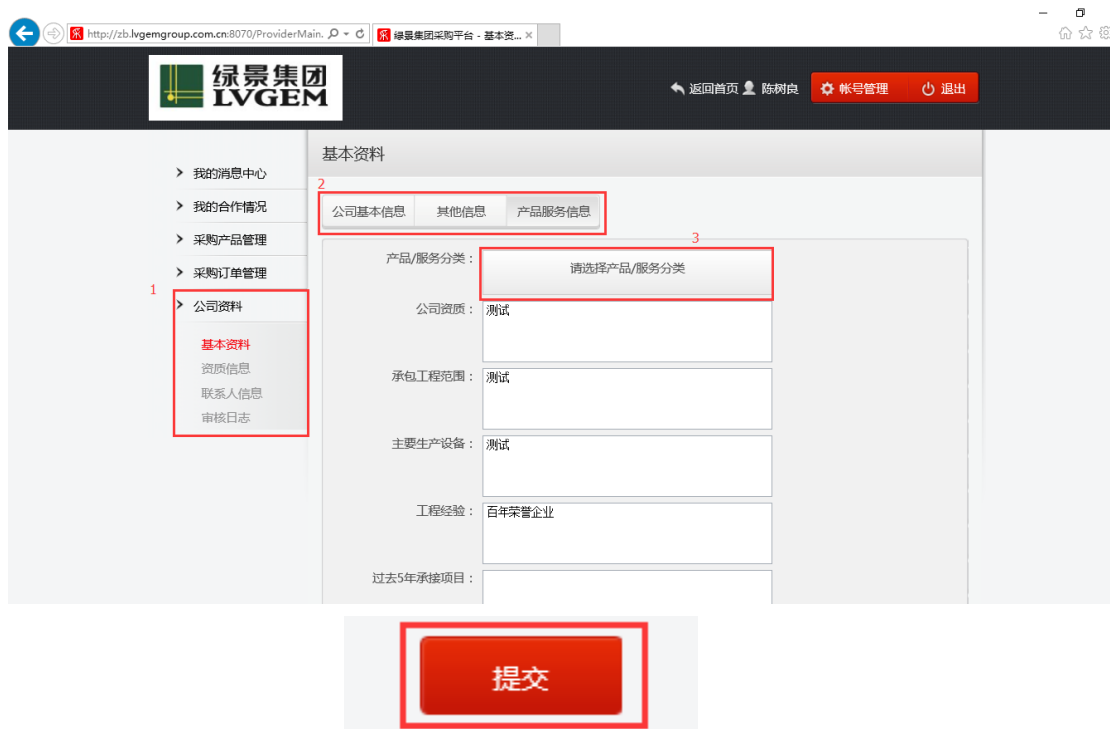 http://zb.lvgemgroup.com.cn:8070/ProviderMain.
绿景集团采购平台 - 基本资...
绿景集团
LVGEM
返回首页 陈树良 帐号管理 退出
基本资料
我的消息中心
我的合作情况
采购产品管理
采购订单管理
1
公司资料
基本资料
资质信息
联系人信息
审核日志
2
公司基本信息 其他信息 产品服务信息
3
产品/服务分类： 请选择产品/服务分类
公司资质： 测试
承包工程范围： 测试
主要生产设备： 测试
工程经验： 百年荣誉企业
过去5年承接项目：
提交